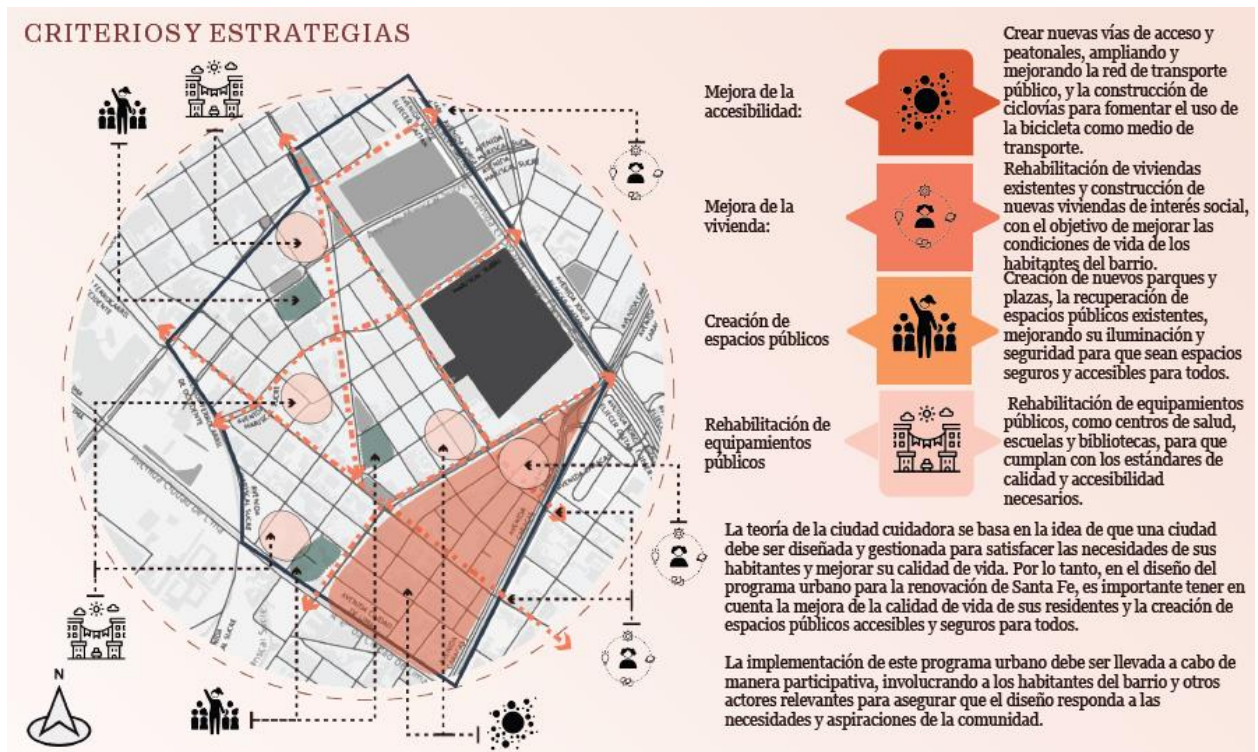 CRITERIOS Y ESTRATEGIAS
Mejora de la
accesibilidad:
Crear nuevas vías de acceso y
peatonales, ampliando y
mejorando la red de transporte
público, y la construcción de
ciclovías para fomentar el uso de
la bicicleta como medio de
transporte.
Mejora de la
vivienda:
Rehabilitación de viviendas
existentes y construcción de
nuevas viviendas de interés social,
con el objetivo de mejorar las
condiciones de vida de los
habitantes del barrio.
Creación de
espacios públicos
Creación de nuevos parques y
plazas, la recuperación de
espacios públicos existentes,
mejorando su iluminación y
seguridad para que sean espacios
seguros y accesibles para todos.
Rehabilitación de
equipamientos
públicos
Rehabilitación de equipamientos
públicos, como centros de salud,
escuelas y bibliotecas, para que
cumplan con los estándares de
calidad y accesibilidad
necesarios.
La teoría de la ciudad cuidadora se basa en la idea de que una ciudad
debe ser diseñada y gestionada para satisfacer las necesidades de sus
habitantes y mejorar su calidad de vida. Por lo tanto, en el diseño del
programa urbano para la renovación de Santa Fe, es importante tener en
cuenta la mejora de la calidad de vida de sus residentes y la creación de
espacios públicos accesibles y seguros para todos.
La implementación de este programa urbano debe ser llevada a cabo de
manera participativa, involucrando a los habitantes del barrio y otros
actores relevantes para asegurar que el diseño responda a las
necesidades y aspiraciones de la comunidad.
AVENIDA
MARISCAL SUCRE
AVENIDA JORGE
AVENIDA
CARACAS
AVENIDA CIUDAD
N